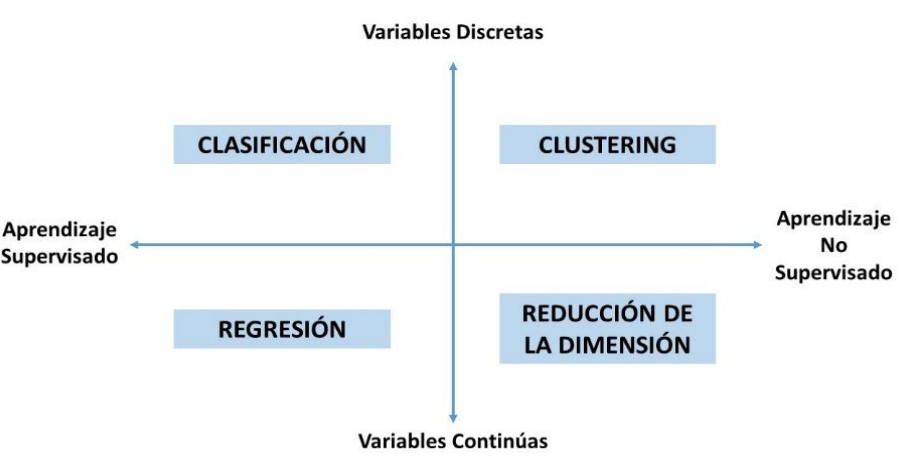 Variables Discretas
CLASIFICACIÓN
CLUSTERING
Aprendizaje
Supervisado
Aprendizaje
No
Supervisado
REGRESIÓN
REDUCCIÓN DE
LA DIMENSIÓN
Variables Continúas